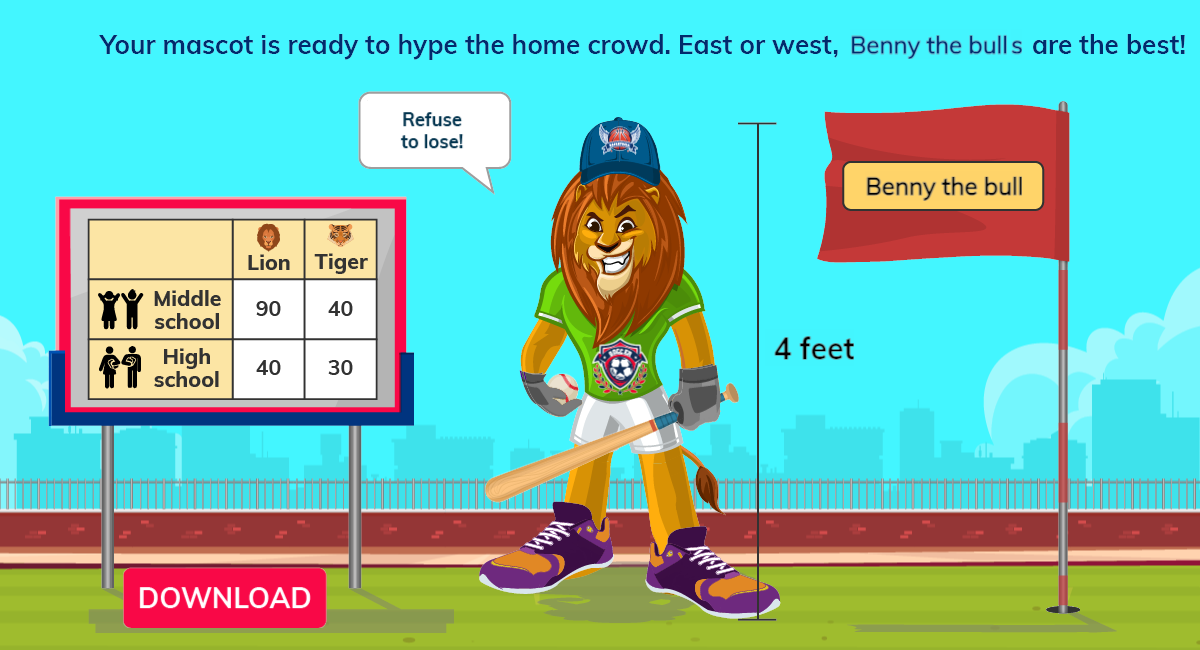 Your mascot is ready to hype the home crowd. East or west, Benny the bulls are the best!
Refuse
to lose!
Benny the bull
Lion Tiger
Middle
school 90 40
High
school 40 30
SOCCER
4 feet
DOWNLOAD